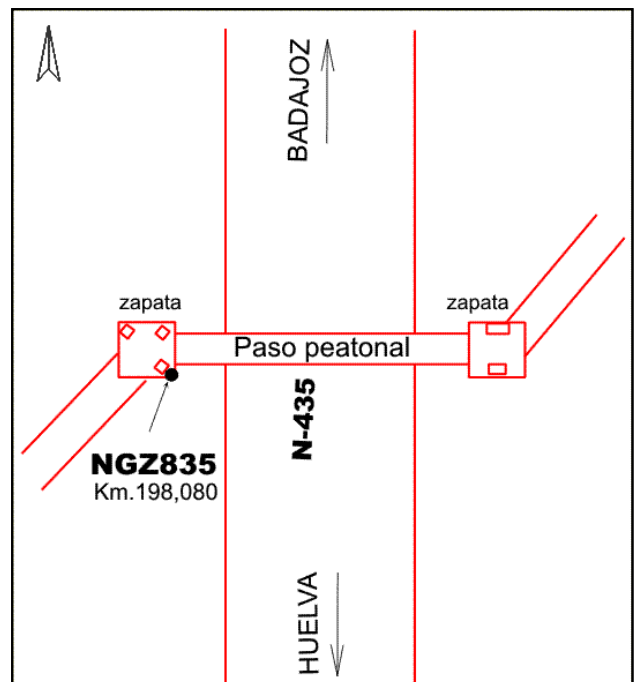 BADAJOZ
zapata
zapata
Paso peatonal
N-435
NGZ835
Km.198,080
HUELVA